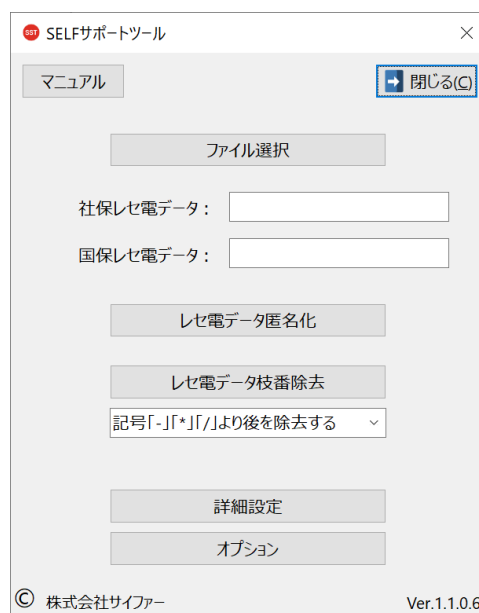 SST SELFサポートツール
マニュアル 閉じる(C)
ファイル選択
社保レセ電データ：
国保レセ電データ：
レセ電データ匿名化
レセ電データ枝番除去
記号｢-｣｢*｣｢/｣より後を除去する
詳細設定
オプション
© 株式会社サイファー Ver.1.1.0.6